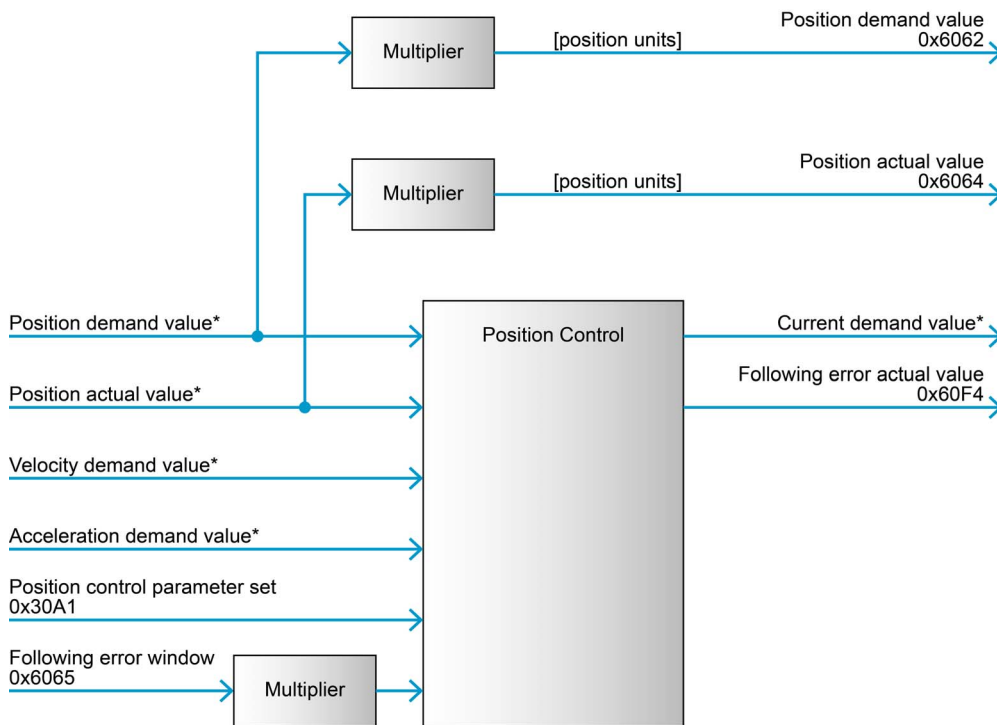 Position demand value
0x6062
Multiplier
[position units]
Position actual value
0x6064
Multiplier
[position units]
Position demand value*
Position Control
Current demand value*
Following error actual value
0x60F4
Position actual value*
Velocity demand value*
Acceleration demand value*
Position control parameter set
0x30A1
Following error window
0x6065
Multiplier